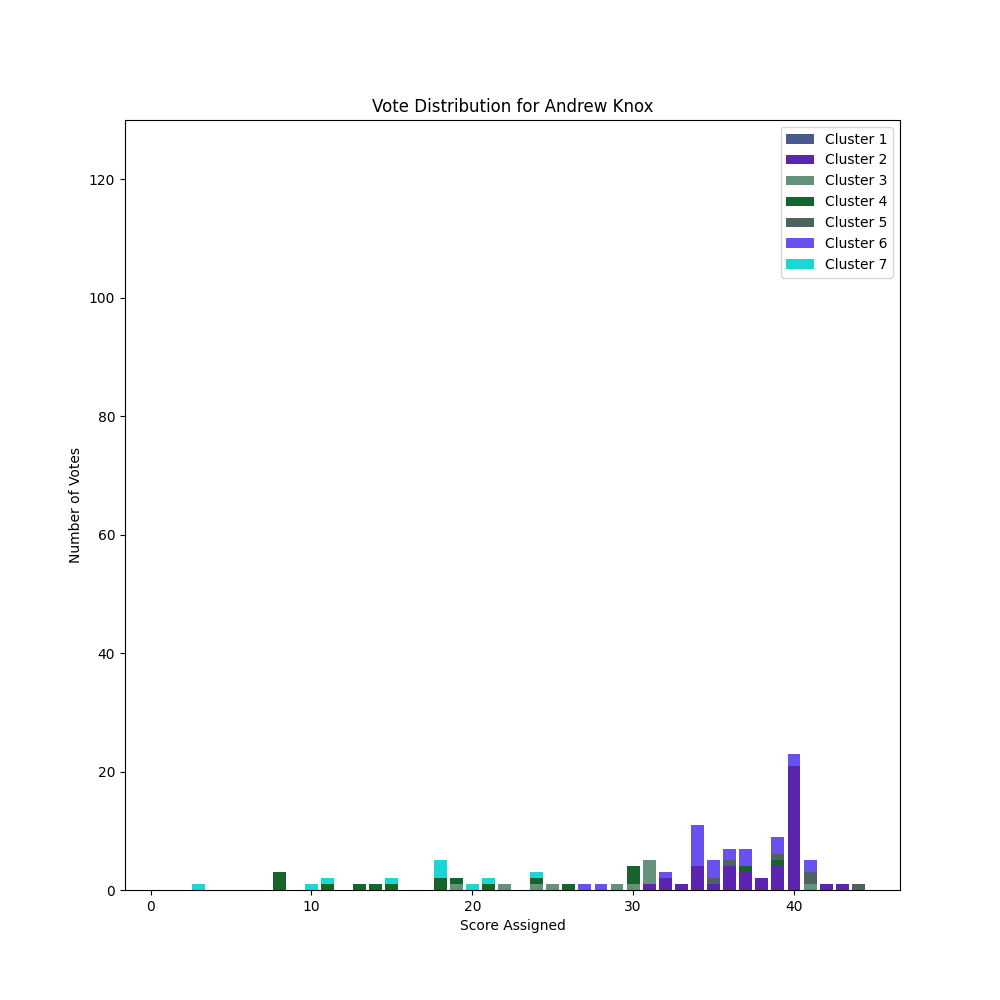 Vote Distribution for Andrew Knox
Cluster 1
Cluster 2
Cluster 3
Cluster 4
Cluster 5
Cluster 6
Cluster 7
120
100
80
60
40
20
0
Number of Votes
0 10 20 30 40
Score Assigned